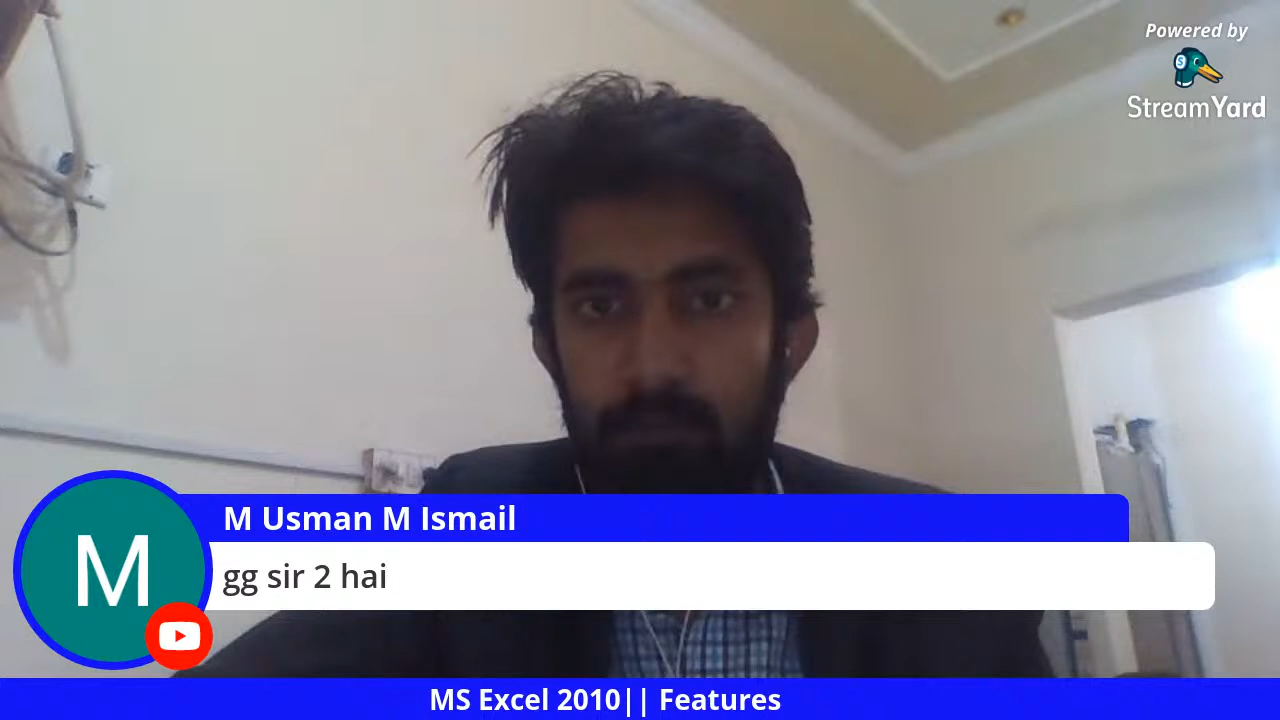 Powered by
StreamYard
M Usman M Ismail
M
gg sir 2 hai
MS Excel 2010|| Features